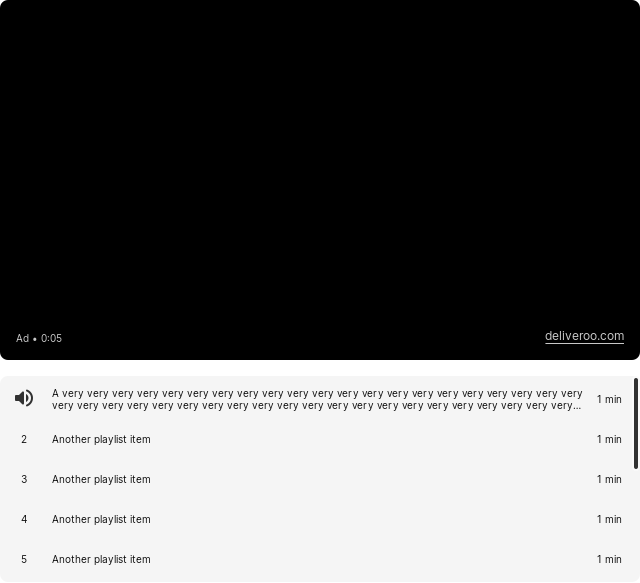 Ad • 0:05
deliveroo.com
A very very very very very very very very very very very very very very very very very very very very very
very very very very very very very very very very very very very very very very very very very very very...
1 min
2 Another playlist item 1 min
3 Another playlist item 1 min
4 Another playlist item 1 min
5 Another playlist item 1 min